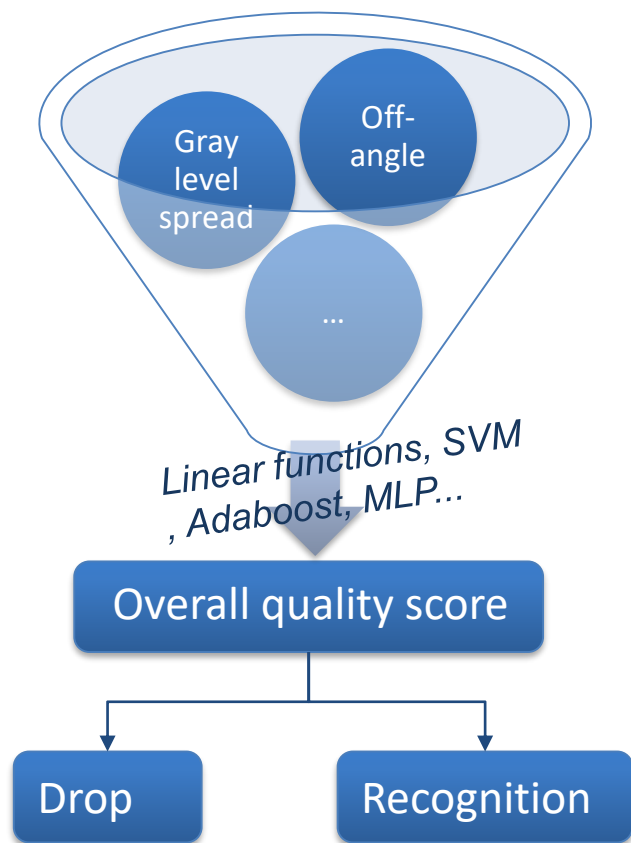 Off-
angle
Gray
level
spread
...
Linear functions, SVM
, Adaboost, MLP...
Overall quality score
Drop
Recognition